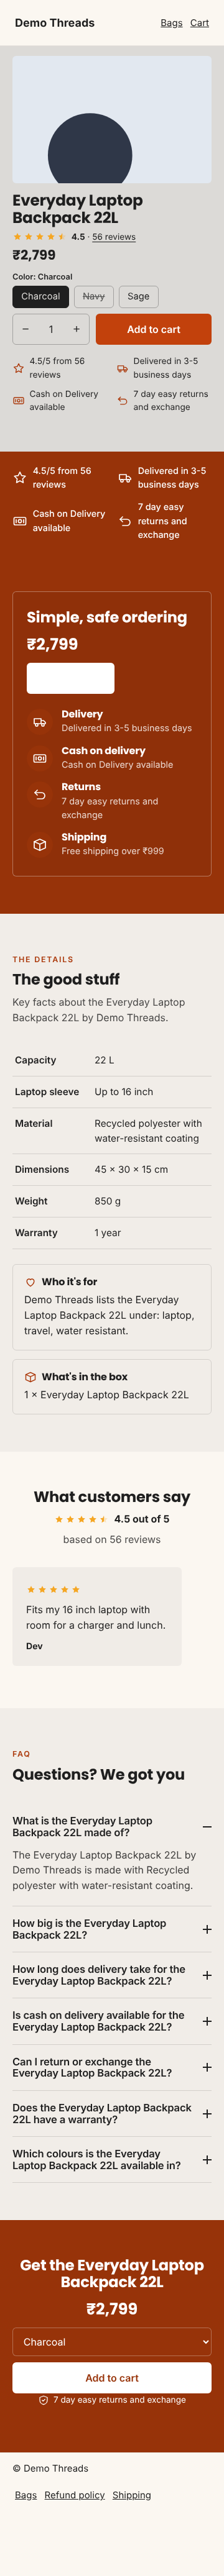 Demo Threads
Bags Cart
Everyday Laptop
Backpack 22L
4.5 · 56 reviews
₹2,799
Color: Charcoal
Charcoal Navy Sage
− 1 + Add to cart
4.5/5 from 56
reviews
Delivered in 3-5
business days
Cash on Delivery
available
7 day easy returns
and exchange
4.5/5 from 56
reviews
Delivered in 3-5
business days
Cash on Delivery
available
7 day easy
returns and
exchange
Simple, safe ordering
₹2,799
Delivery
Delivered in 3-5 business days
Cash on delivery
Cash on Delivery available
Returns
7 day easy returns and
exchange
Shipping
Free shipping over ₹999
THE DETAILS
The good stuff
Key facts about the Everyday Laptop
Backpack 22L by Demo Threads.
Capacity 22 L
Laptop sleeve Up to 16 inch
Material Recycled polyester with
water-resistant coating
Dimensions 45 × 30 × 15 cm
Weight 850 g
Warranty 1 year
Who it's for
Demo Threads lists the Everyday
Laptop Backpack 22L under: laptop,
travel, water resistant.
What's in the box
1 × Everyday Laptop Backpack 22L
What customers say
4.5 out of 5
based on 56 reviews
Fits my 16 inch laptop with
room for a charger and lunch.
Dev
FAQ
Questions? We got you
What is the Everyday Laptop
Backpack 22L made of?
The Everyday Laptop Backpack 22L by
Demo Threads is made with Recycled
polyester with water-resistant coating.
How big is the Everyday Laptop
Backpack 22L?
How long does delivery take for the
Everyday Laptop Backpack 22L?
Is cash on delivery available for the
Everyday Laptop Backpack 22L?
Can I return or exchange the
Everyday Laptop Backpack 22L?
Does the Everyday Laptop Backpack
22L have a warranty?
Which colours is the Everyday
Laptop Backpack 22L available in?
Get the Everyday Laptop
Backpack 22L
₹2,799
Charcoal
Add to cart
7 day easy returns and exchange
© Demo Threads
Bags Refund policy Shipping